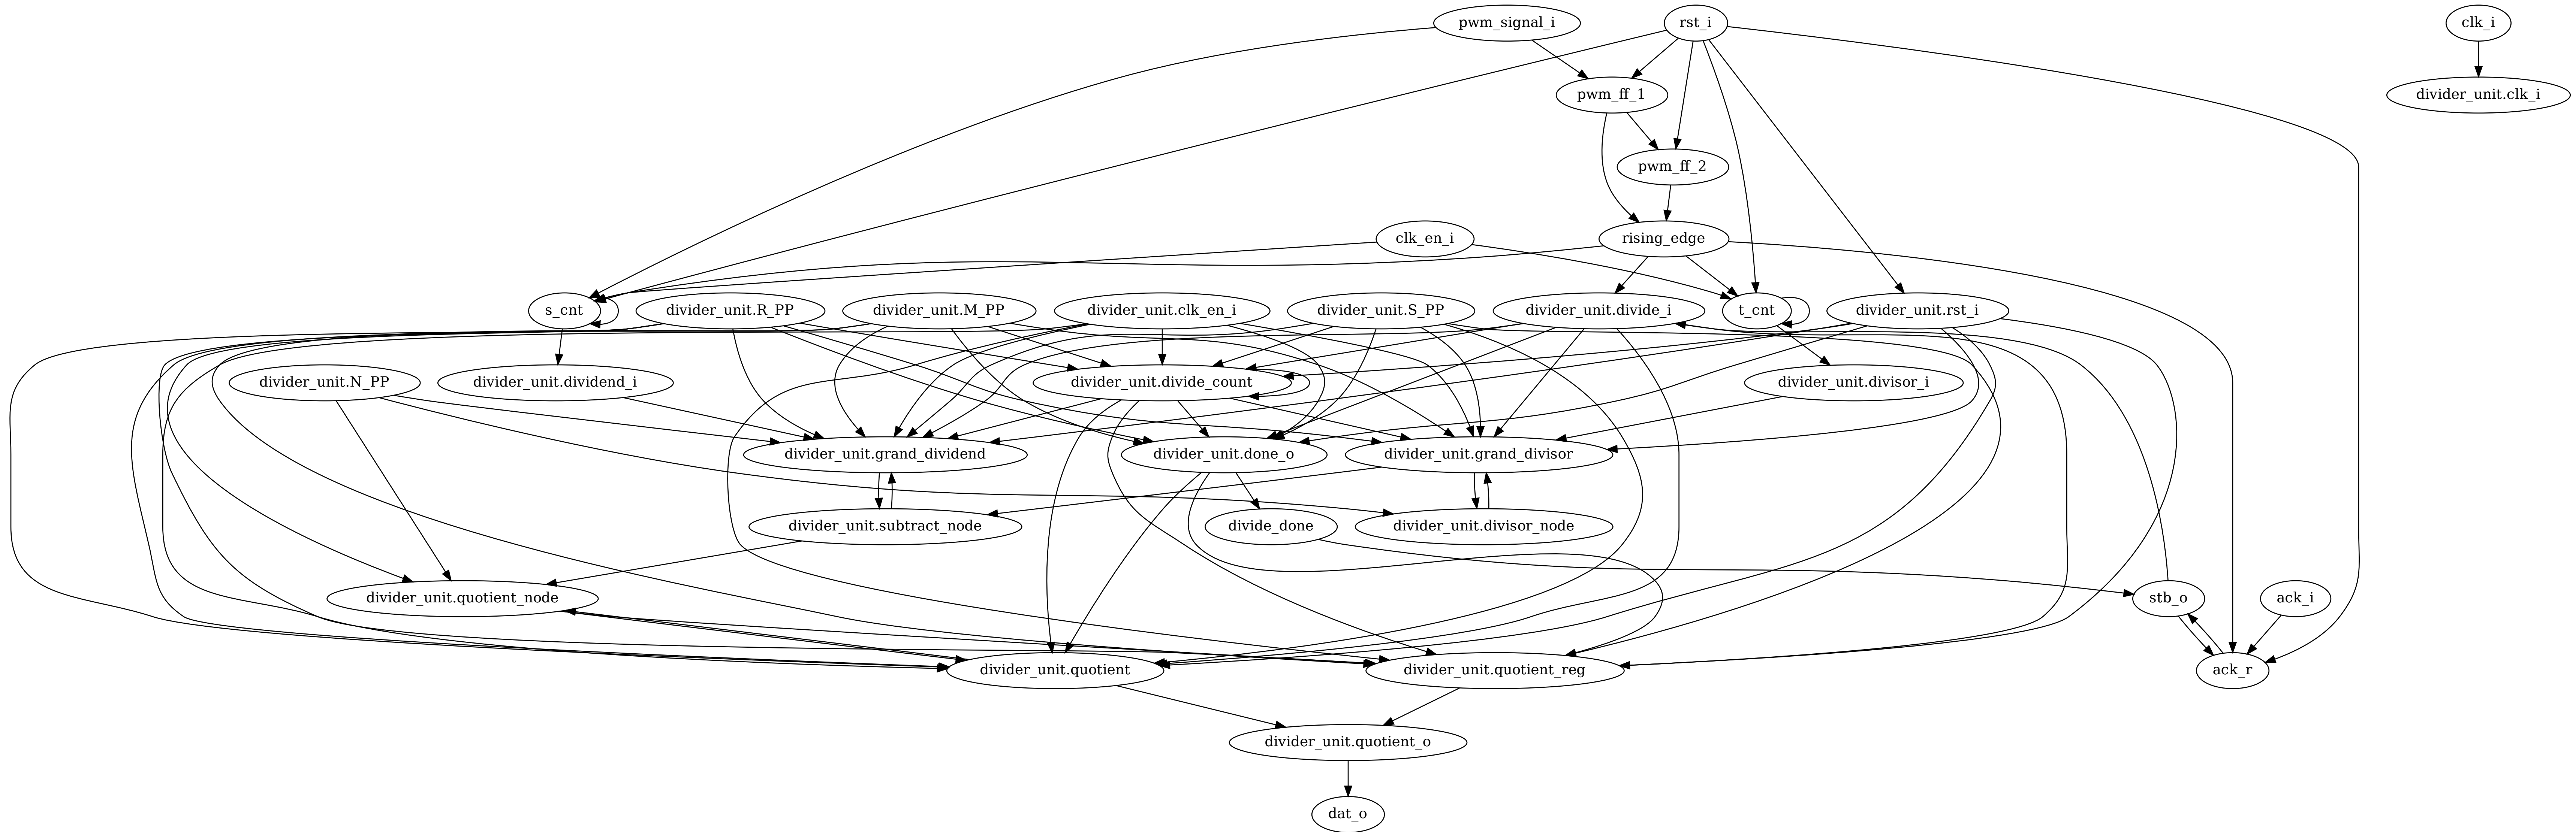 pwm_signal_i
rst_i
clk_i
pwm_ff_1
divider_unit.clk_i
pwm_ff_2
clk_en_i
rising_edge
s_cnt
divider_unit.R_PP
divider_unit.M_PP
divider_unit.clk_en_i
divider_unit.S_PP
divider_unit.divide_i
t_cnt
divider_unit.rst_i
divider_unit.N_PP
divider_unit.dividend_i
divider_unit.divide_count
divider_unit.divisor_i
divider_unit.grand_dividend
divider_unit.done_o
divider_unit.grand_divisor
divider_unit.subtract_node
divide_done
divider_unit.divisor_node
divider_unit.quotient_node
stb_o
ack_i
divider_unit.quotient
divider_unit.quotient_reg
ack_r
divider_unit.quotient_o
dat_o